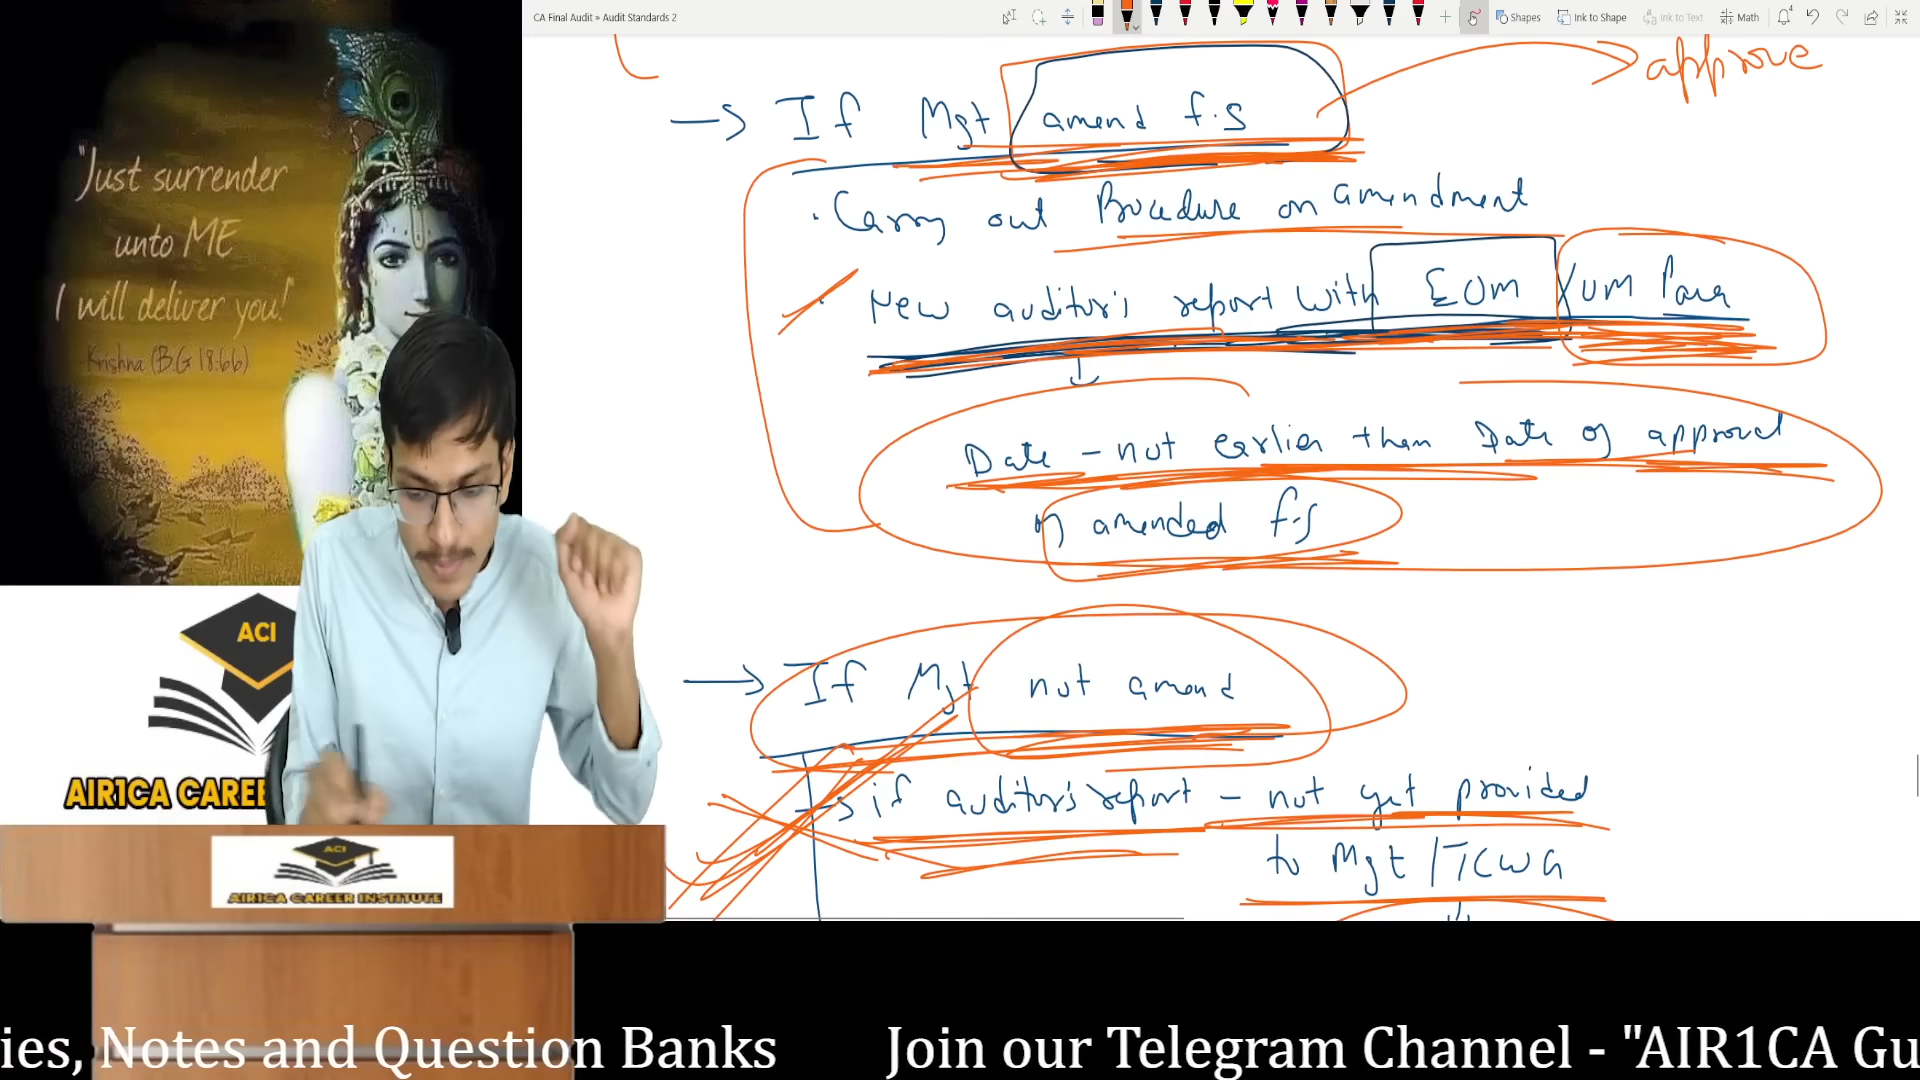 CA Final Audit » Audit Standards 2
Shapes
Ink to Shape
Ink to Text
Math
approve
→ If Mgt amend f.s
· Carry out Procedure on amendment
New auditor's report with EOM / OM Para
Date - not earlier than Date of approval
of amended f.s
→ If Mgt not amend
→ if auditor's report - not yet provided
to Mgt / TCWG
"Just surrender
unto ME
I will deliver you!"
Krishna (B.G 18:66)
ACI
AIR1CA CAREE
ACI
AIR1CA CAREER INSTITUTE
ies, Notes and Question Banks Join our Telegram Channel - "AIR1CA Gu